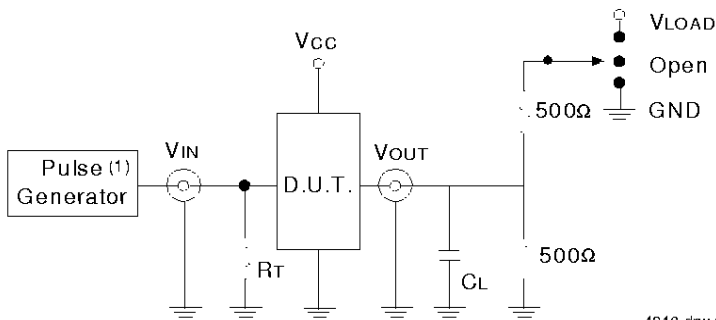 VLOAD
VCC
Open
500Ω
GND
VIN
VOUT
Pulse (1)
Generator
D.U.T.
RT
CL
500Ω